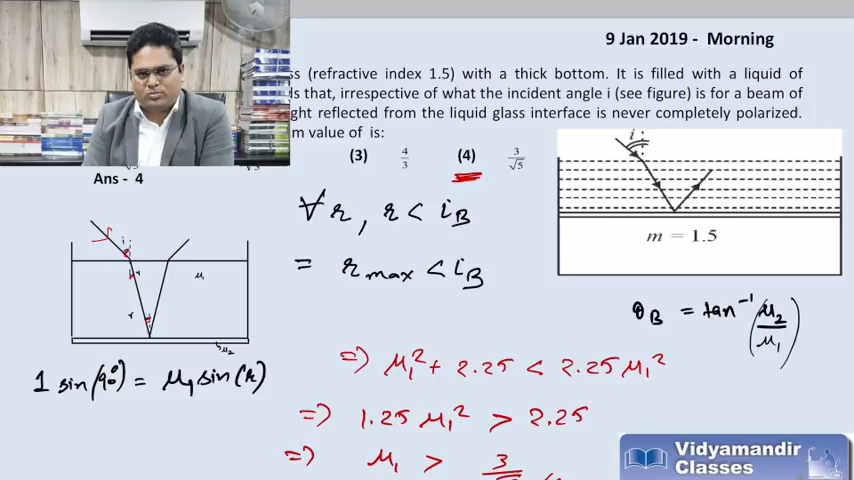 9 Jan 2019 - Morning
ss (refractive index 1.5) with a thick bottom. It is filled with a liquid of
ds that, irrespective of what the incident angle i (see figure) is for a beam of
ght reflected from the liquid glass interface is never completely polarized.
m value of is:
(3) 4/3 (4) 3/√5
Ans - 4
∀ r, r < i_B
= r_max < i_B
i
m = 1.5
i
r
r
μ₁
μ₂
θ_B = tan⁻¹(μ₂/μ₁)
1 sin(90°) = μ₁ sin(r)
⇒ μ₁² + 2.25 < 2.25 μ₁²
⇒ 1.25 μ₁² > 2.25
⇒ μ₁ > 3
Vidyamandir
Classes